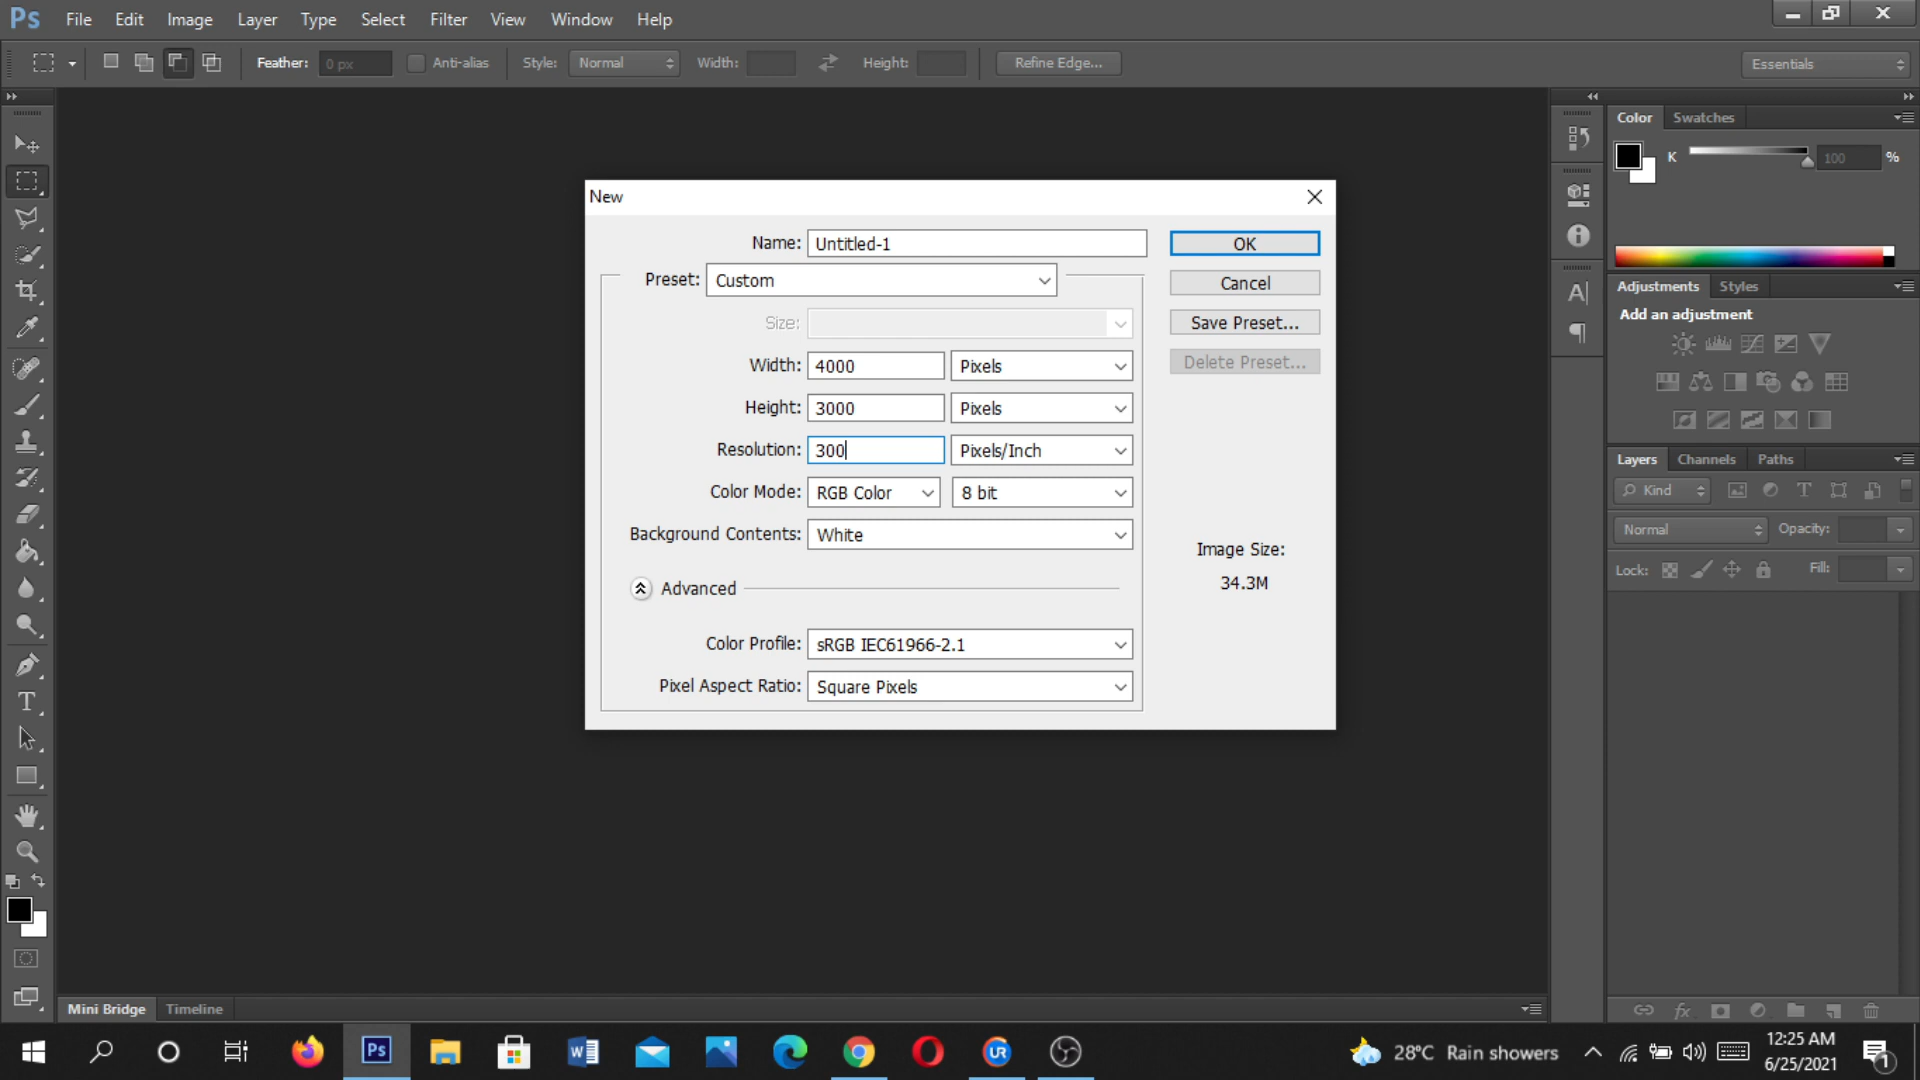 Ps File Edit Image Layer Type Select Filter View Window Help
Feather: 0 px Anti-alias Style: Normal Width: Height: Refine Edge... Essentials
Color Swatches
K 100 %
New
Name: Untitled-1 OK
Preset: Custom Cancel
Size: Save Preset...
Width: 4000 Pixels Delete Preset...
Height: 3000 Pixels
Resolution: 300 Pixels/Inch
Color Mode: RGB Color 8 bit
Background Contents: White
Image Size:
34.3M
Advanced
Color Profile: sRGB IEC61966-2.1
Pixel Aspect Ratio: Square Pixels
Adjustments Styles
Add an adjustment
Layers Channels Paths
Kind
Normal Opacity:
Lock: Fill:
Mini Bridge Timeline
28°C Rain showers
12:25 AM
6/25/2021
1